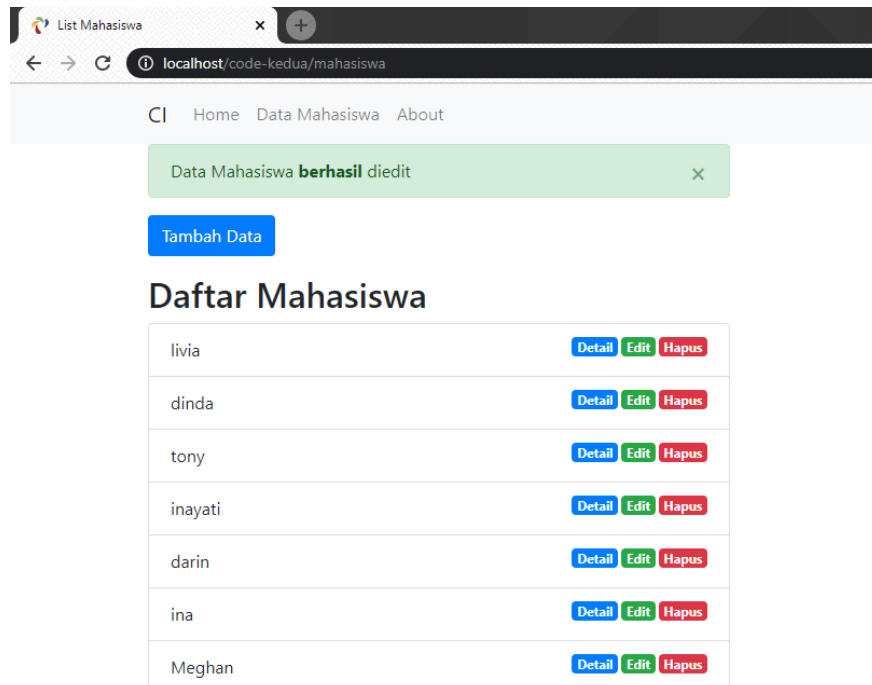 List Mahasiswa × +
localhost/code-kedua/mahasiswa
CI Home Data Mahasiswa About
Data Mahasiswa berhasil diedit ×
Tambah Data
Daftar Mahasiswa
livia Detail Edit Hapus
dinda Detail Edit Hapus
tony Detail Edit Hapus
inayati Detail Edit Hapus
darin Detail Edit Hapus
ina Detail Edit Hapus
Meghan Detail Edit Hapus